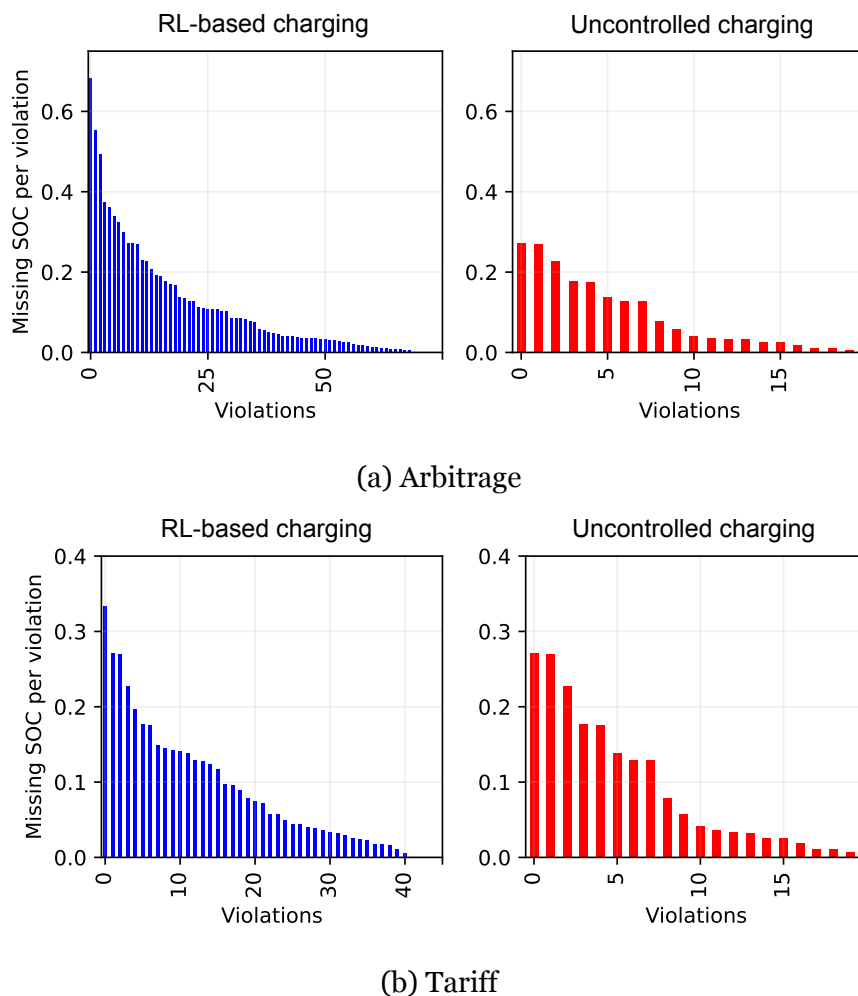 RL-based charging
Uncontrolled charging
Missing SOC per violation
0.6
0.4
0.2
0.0
0
25
50
Violations
0.6
0.4
0.2
0.0
0
5
10
15
Violations
(a) Arbitrage
RL-based charging
Uncontrolled charging
Missing SOC per violation
0.4
0.3
0.2
0.1
0.0
0
10
20
30
40
Violations
0.4
0.3
0.2
0.1
0.0
0
5
10
15
Violations
(b) Tariff